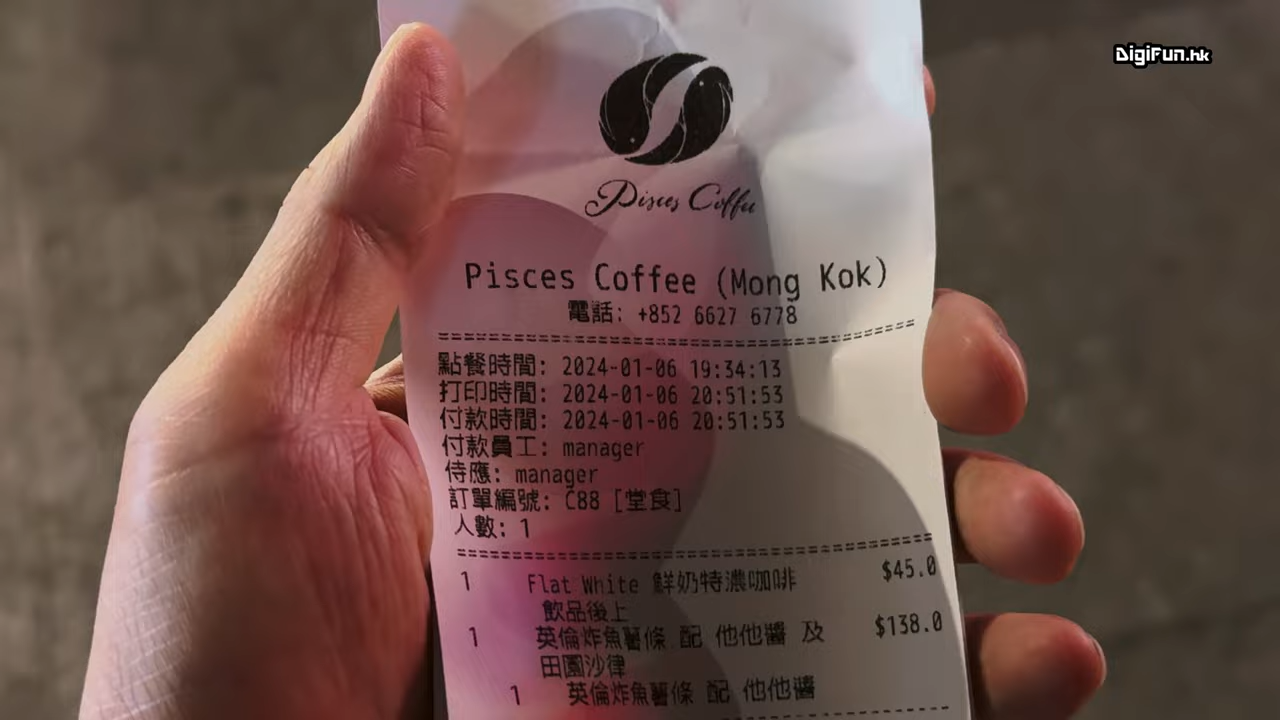 DigiFun.hk
Pisces Coffee
Pisces Coffee (Mong Kok)
電話: +852 6627 6778
點餐時間: 2024-01-06 19:34:13
打印時間: 2024-01-06 20:51:53
付款時間: 2024-01-06 20:51:53
付款員工: manager
侍應: manager
訂單編號: C88 [堂食]
人數: 1
1 Flat White 鮮奶特濃咖啡 $45.0
飲品後上
1 英倫炸魚薯條 配 他他醬 及 $138.0
田園沙律
1 英倫炸魚薯條 配 他他醬